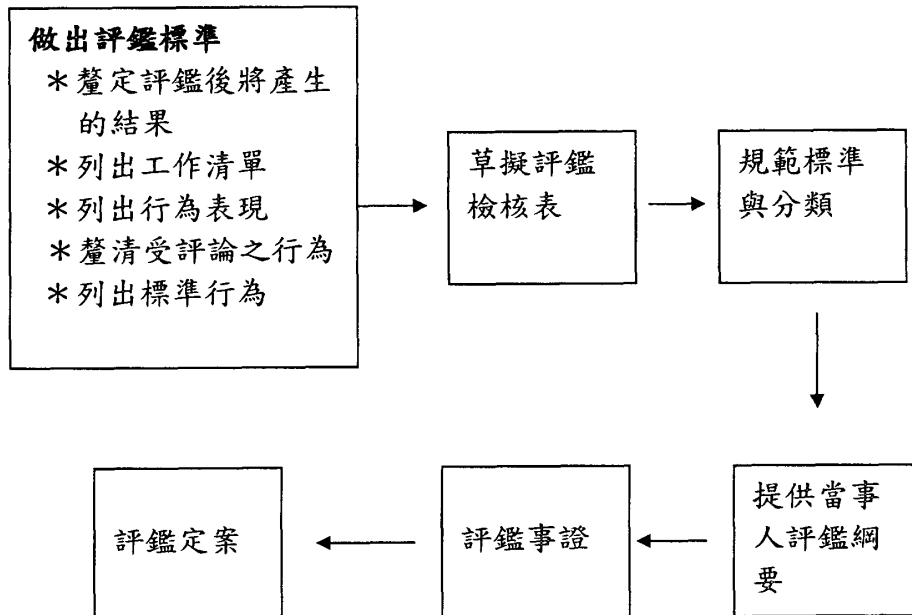 做出評鑑標準
＊釐定評鑑後將產生
的結果
＊列出工作清單
＊列出行為表現
＊釐清受評論之行為
＊列出標準行為
草擬評鑑
檢核表
規範標準
與分類
提供當事
人評鑑綱
要
評鑑事證
評鑑定案